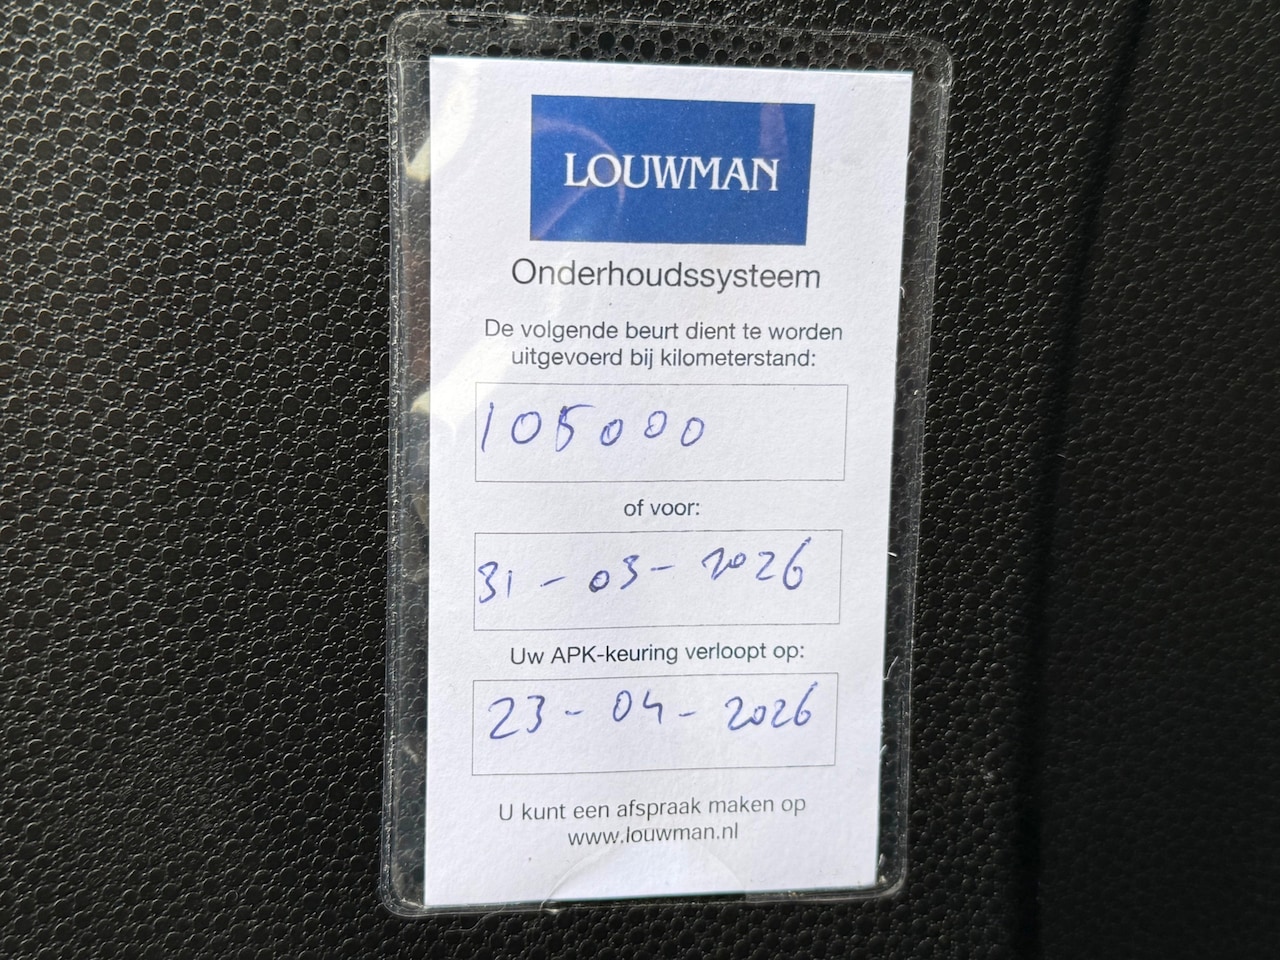 LOUWMAN
Onderhoudssysteem
De volgende beurt dient te worden
uitgevoerd bij kilometerstand:
105000
of voor:
31-03-2026
Uw APK-keuring verloopt op:
23-04-2026
U kunt een afspraak maken op
www.louwman.nl